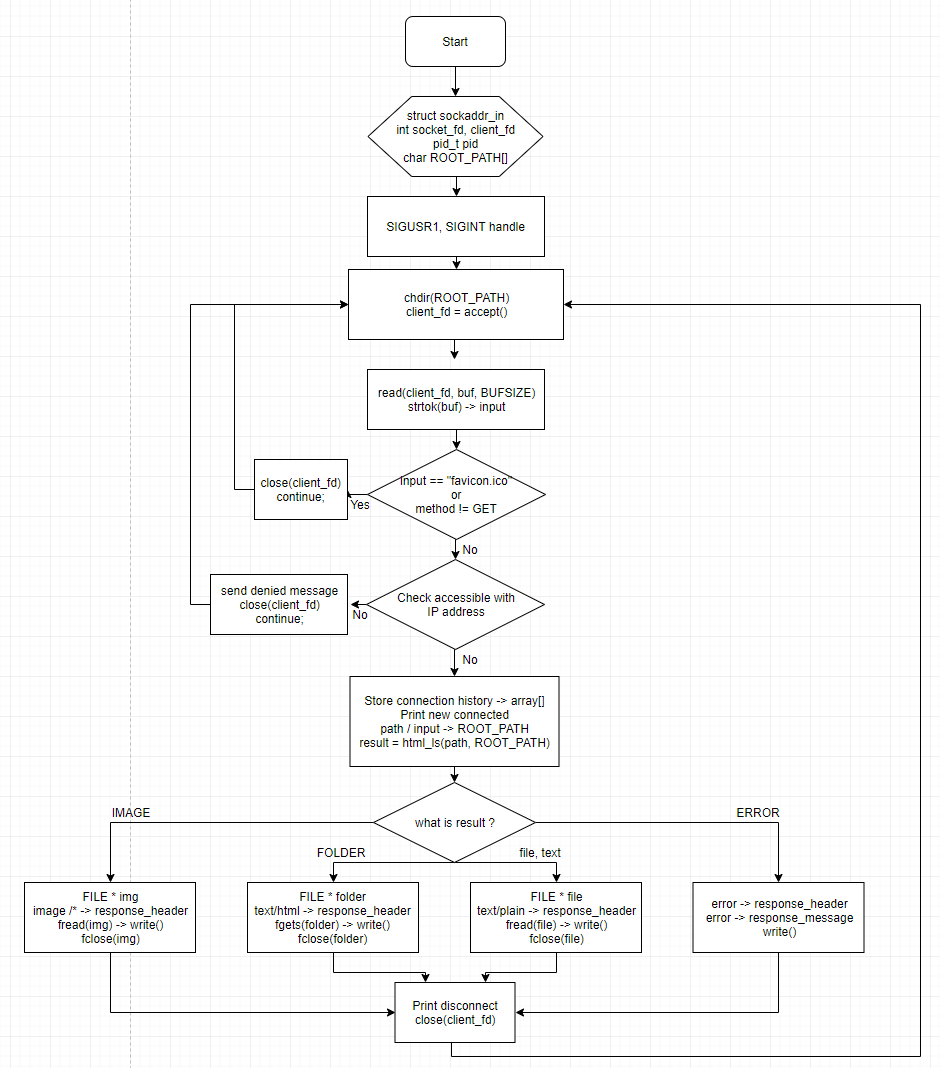 Start
struct sockaddr_in
int socket_fd, client_fd
pid_t pid
char ROOT_PATH[]
SIGUSR1, SIGINT handle
chdir(ROOT_PATH)
client_fd = accept()
read(client_fd, buf, BUFSIZE)
strtok(buf) -> input
input == "favicon.ico"
or
method != GET
Yes
close(client_fd)
continue;
No
Check accessible with
IP address
No
send denied message
close(client_fd)
continue;
No
Store connection history -> array[]
Print new connected
path / input -> ROOT_PATH
result = html_ls(path, ROOT_PATH)
what is result ?
IMAGE
FOLDER
file, text
ERROR
FILE * img
image /* -> response_header
fread(img) -> write()
fclose(img)
FILE * folder
text/html -> response_header
fgets(folder) -> write()
fclose(folder)
FILE * file
text/plain -> response_header
fread(file) -> write()
fclose(file)
error -> response_header
error -> response_message
write()
Print disconnect
close(client_fd)